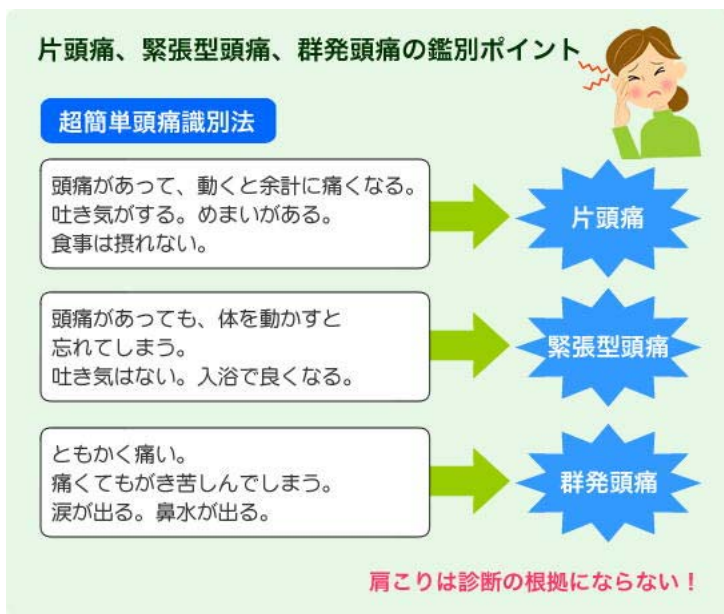 片頭痛、緊張型頭痛、群発頭痛の鑑別ポイント
超簡単頭痛識別法
頭痛があって、動くと余計に痛くなる。
吐き気がする。めまいがある。
食事は摂れない。
片頭痛
頭痛があっても、体を動かすと
忘れてしまう。
吐き気はない。入浴で良くなる。
緊張型頭痛
ともかく痛い。
痛くてもがき苦しんでしまう。
涙が出る。鼻水が出る。
群発頭痛
肩こりは診断の根拠にならない！